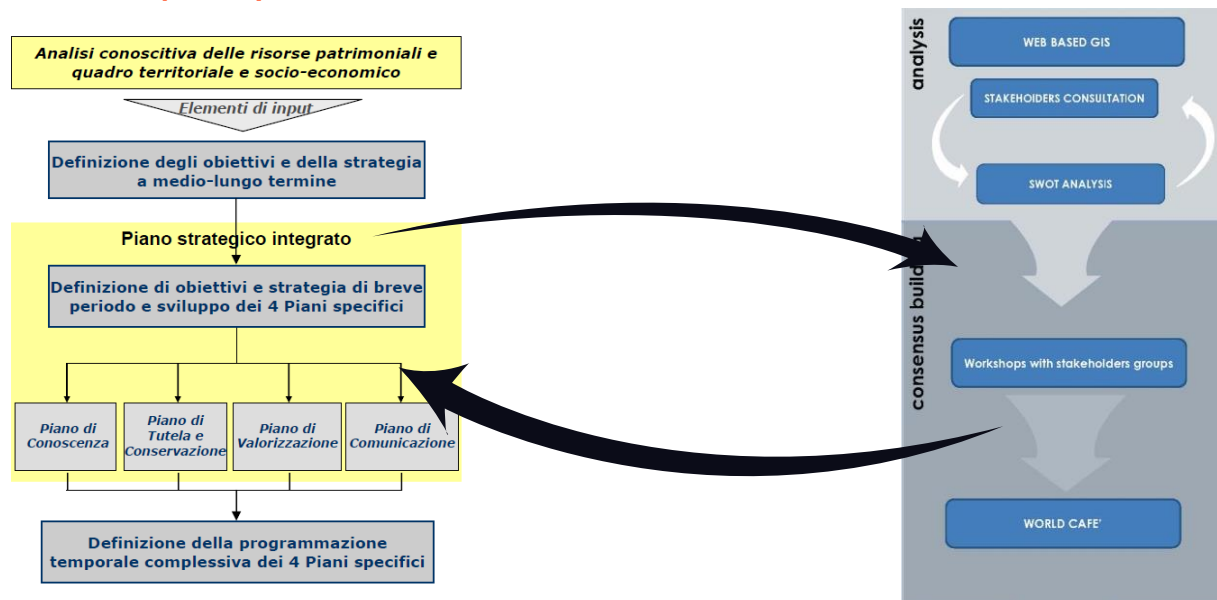 Analisi conoscitiva delle risorse patrimoniali e
quadro territoriale e socio-economico
Elementi di input
Definizione degli obiettivi e della strategia
a medio-lungo termine
Piano strategico integrato
Definizione di obiettivi e strategia di breve
periodo e sviluppo dei 4 Piani specifici
Piano di
Conoscenza
Piano di
Tutela e
Conservazione
Piano di
Valorizzazione
Piano di
Comunicazione
Definizione della programmazione
temporale complessiva dei 4 Piani specifici
analysis
WEB BASED GIS
STAKEHOIDERS CONSULTATION
SWOT ANALYSIS
consensus build
Workshops with stakeholders groups
WORLD CAFE'